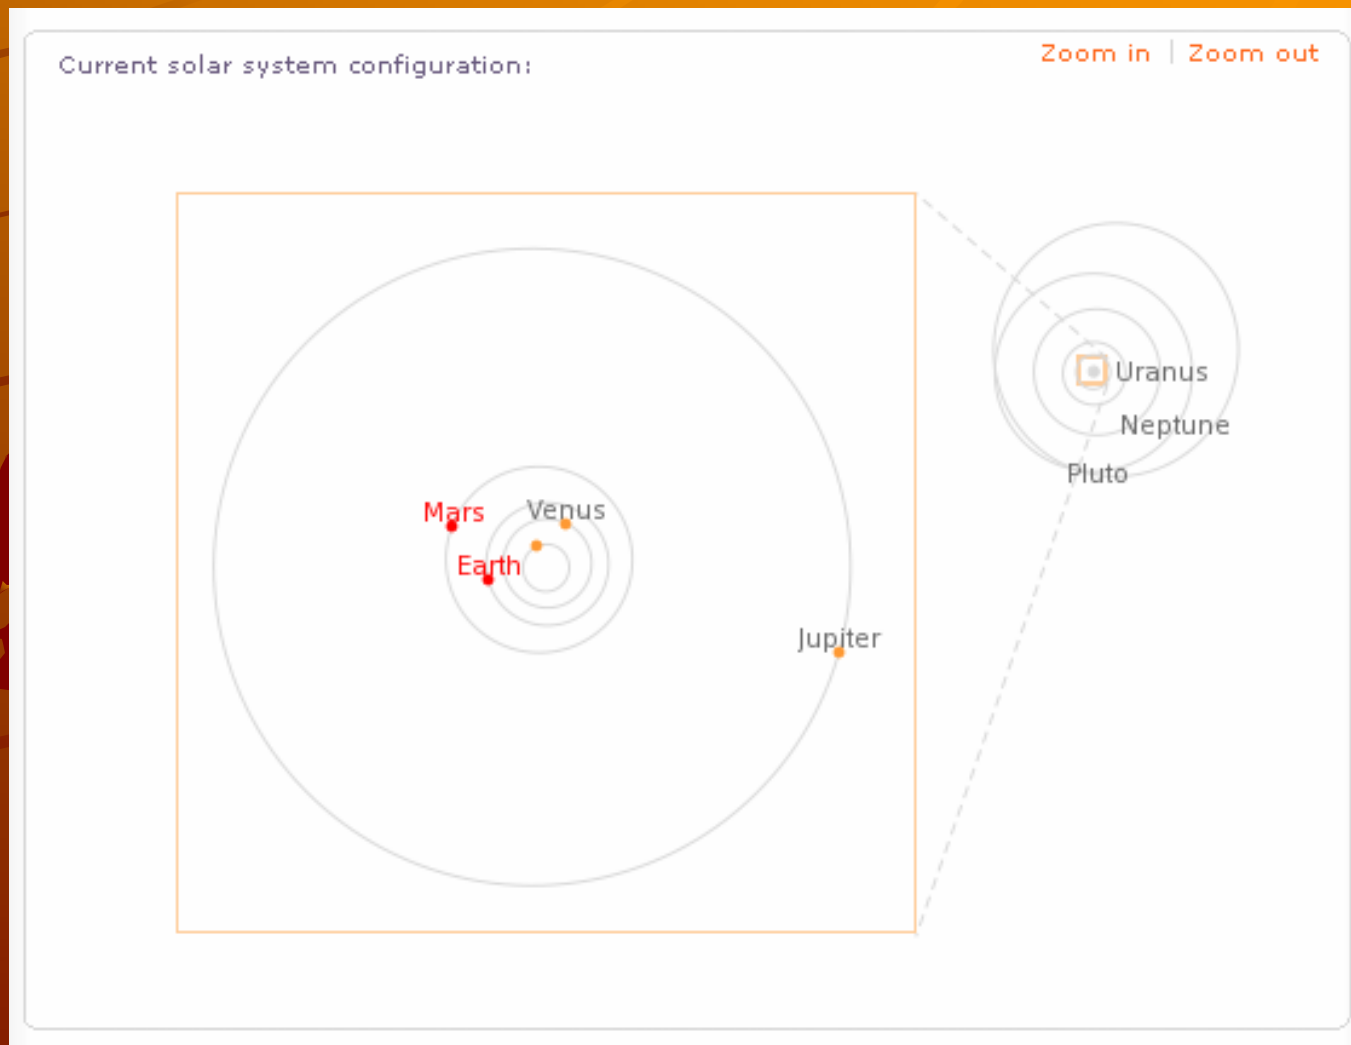 Current solar system configuration:
Zoom in | Zoom out
Uranus
Neptune
Pluto
Mars
Venus
Earth
Jupiter